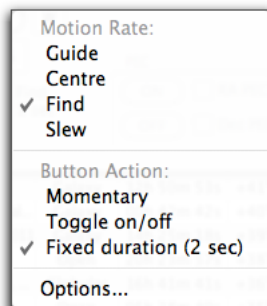 Motion Rate:
Guide
Centre
✓ Find
Slew
Button Action:
Momentary
Toggle on/off
✓ Fixed duration (2 sec)
Options...